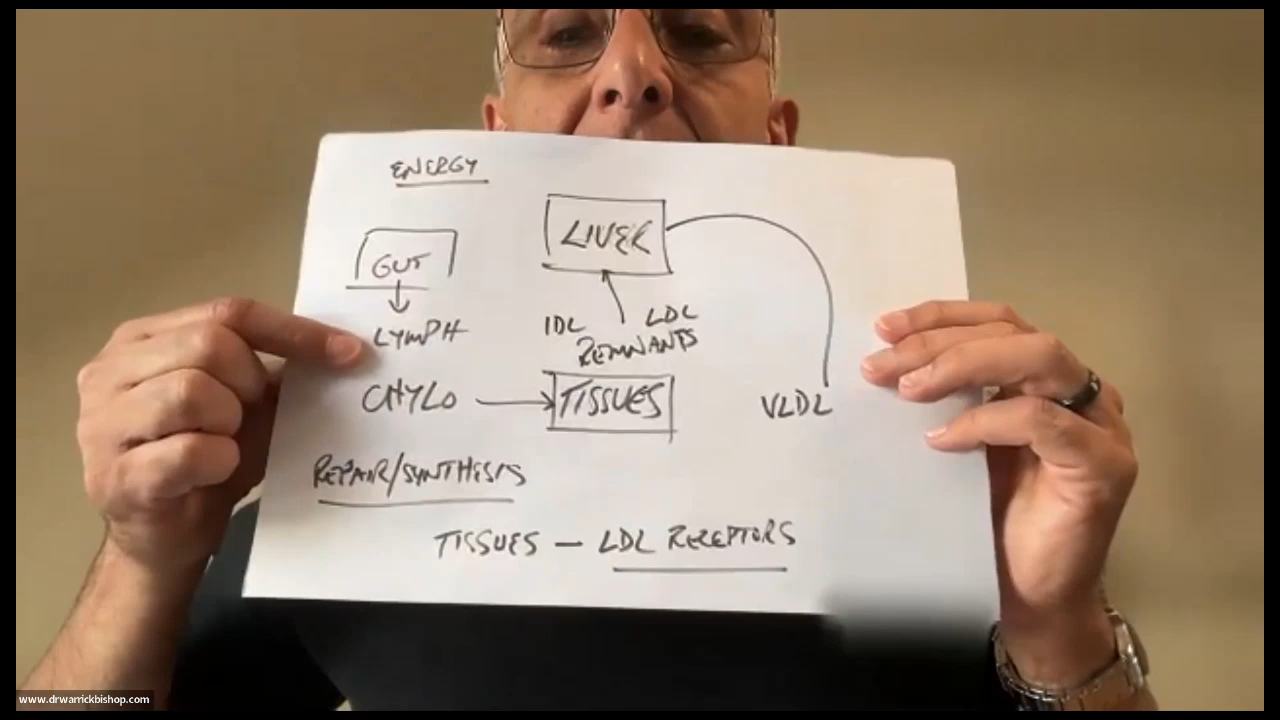 ENERGY
LIVER
GUT
LYMPH
IDL LDL
REMNANTS
CHYLO
TISSUES
VLDL
REPAIR/SYNTHESIS
TISSUES — LDL RECEPTORS
www.drwarrickbishop.com